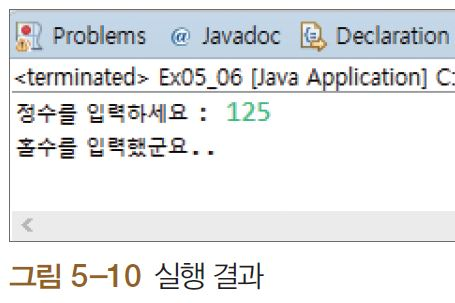 Problems @ Javadoc Declaration
<terminated> Ex05_06 [Java Application] C:
정수를 입력하세요 : 125
홀수를 입력했군요..
그림 5-10 실행 결과